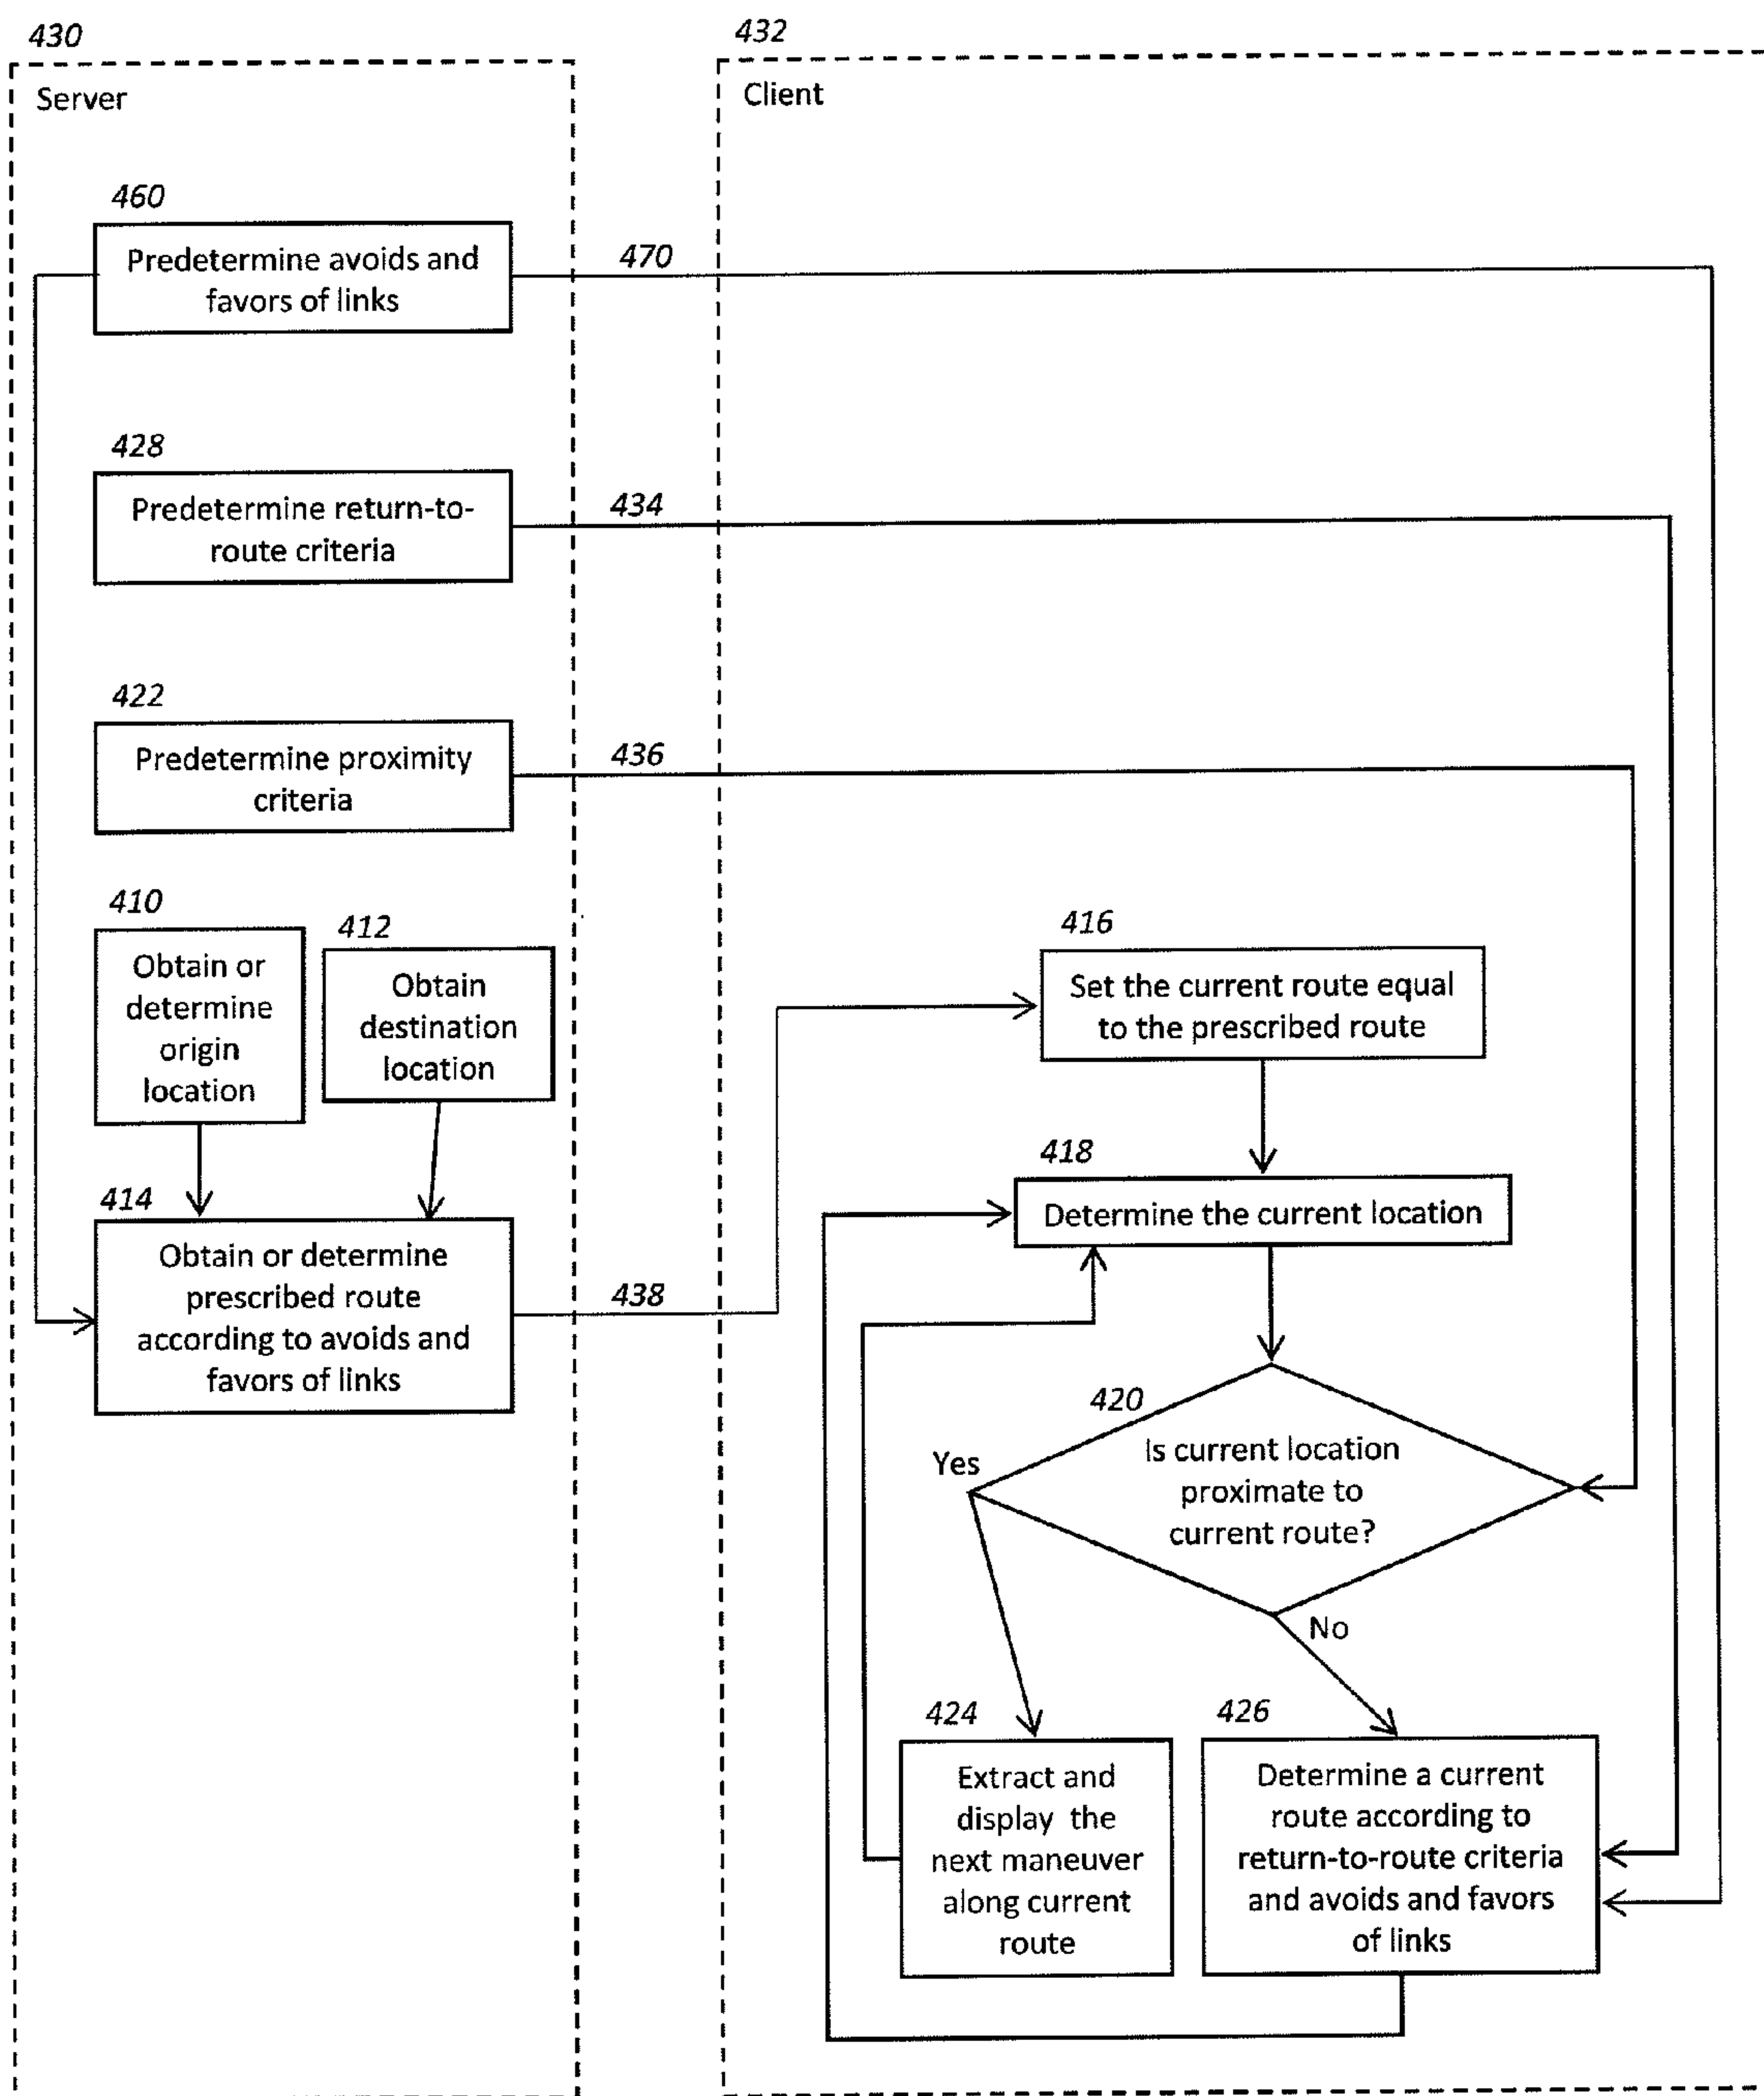 430
Server
432
Client
460
Predetermine avoids and
favors of links
470
428
Predetermine return-to-
route criteria
434
422
Predetermine proximity
criteria
436
410
Obtain or
determine
origin
location
412
Obtain
destination
location
414
Obtain or determine
prescribed route
according to avoids and
favors of links
438
416
Set the current route equal
to the prescribed route
418
Determine the current location
420
Is current location
proximate to
current route?
Yes
No
424
Extract and
display the
next maneuver
along current
route
426
Determine a current
route according to
return-to-route criteria
and avoids and favors
of links